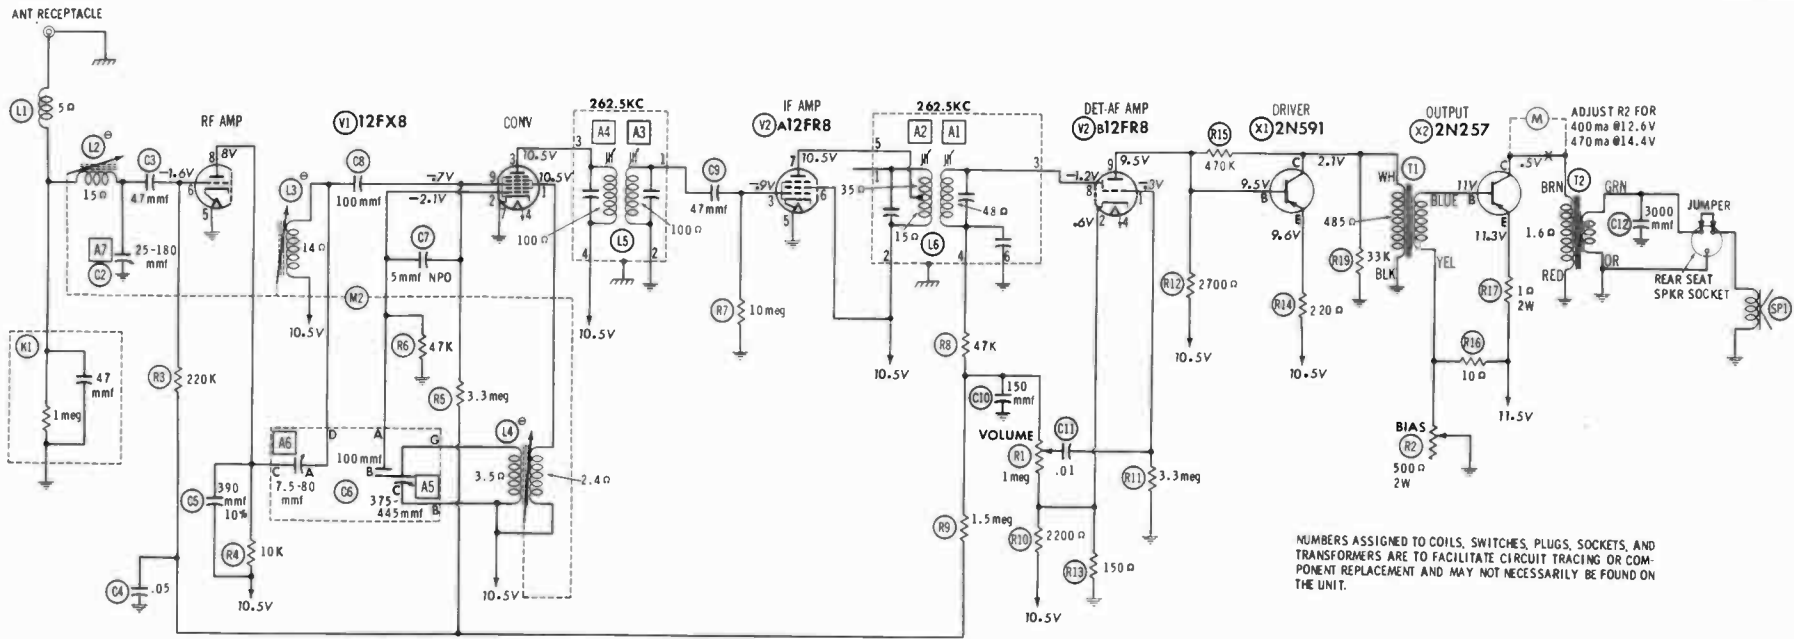 ANT RECEPTACLE
L1
5Ω
L2
15Ω
C3
47mmf
-1.6V
RF AMP
8
8V
6
5
A7
C2
25-180
mmf
K1
47
mmf
1meg
R3
220K
C4
.05
C5
390
mmf
10%
R4
10K
10.5V
V1 12FX8
L3
14Ω
10.5V
C8
100mmf
-.7V
-2.1V
C7
5mmf NPO
M2
R6
47K
R5
3.3meg
A6
D
C A
7.5-80
mmf
C6
A
100mmf
B
C
375-
445mmf
A5
G
B
L4
3.5Ω
2.4Ω
10.5V
CONV
3
10.5V
10.5V
9
2
7
4
1
262.5KC
3
A4
A3
1
100Ω
100Ω
L5
4
2
10.5V
C9
47mmf
R7
10meg
IF AMP
V2 A12FR8
7
10.5V
-.9V
3
6
5
262.5KC
5
A2
A1
3
1
35Ω
48Ω
15Ω
L6
2
4
6
10.5V
R8
47K
C10
150
mmf
VOLUME
R1
1meg
C11
.01
R9
1.5meg
R10
2200Ω
10.5V
R13
150Ω
R11
3.3meg
DET-AF AMP
V2 B12FR8
9
9.5V
-1.2V
8
-.3V
1
.6V
2
4
R15
470K
R12
2700Ω
10.5V
DRIVER
X1 2N591
C
2.1V
9.5V
B
E
9.6V
R14
220Ω
10.5V
R19
33K
WH
485Ω
T1
BLUE
BLK
YEL
OUTPUT
X2 2N257
C
.5V
11V
B
E
11.3V
R17
1Ω
2W
R16
10Ω
11.5V
BIAS
R2
500Ω
2W
M
ADJUST R2 FOR
400ma @12.6V
470ma @14.4V
BRN
T2
GRN
1.6Ω
RED
OR
C12
3000
mmf
JUMPER
REAR SEAT
SPKR SOCKET
SP1
NUMBERS ASSIGNED TO COILS, SWITCHES, PLUGS, SOCKETS, AND
TRANSFORMERS ARE TO FACILITATE CIRCUIT TRACING OR COM-
PONENT REPLACEMENT AND MAY NOT NECESSARILY BE FOUND ON
THE UNIT.